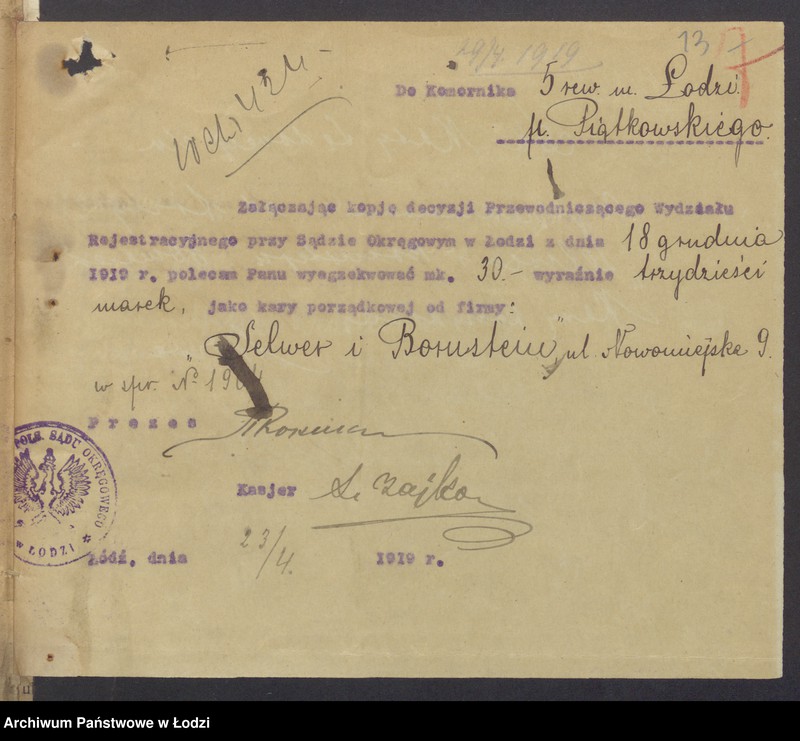 29/4 1919
13
Do Komornika 5 rew. m. Łodzi
p. Piątkowskiego.
Załączając kopję decyzji Przewodniczącego Wydziału
Rejestracyjnego przy Sądzie Okręgowym w Łodzi z dnia 18 grudnia
1919 r. polecam Panu wyegzekwować mk. 30.- wyraźnie trzydzieści
marek, jako kary porządkowej od firmy:
„Selwer i Bornstein", ul. Nowomiejska 9.
w spr. №
Prezes
Kasjer
Łódź, dnia 23/4. 1919 r.
POLS. SĄDU OKRĘGOWEGO
w ŁODZI
Archiwum Państwowe w Łodzi